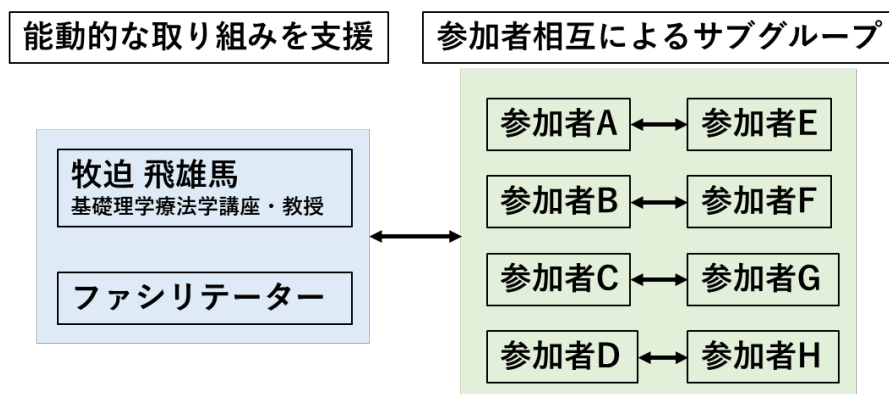 能動的な取り組みを支援
参加者相互によるサブグループ
牧迫 飛雄馬
基礎理学療法学講座・教授
ファシリテーター
参加者A
参加者E
参加者B
参加者F
参加者C
参加者G
参加者D
参加者H